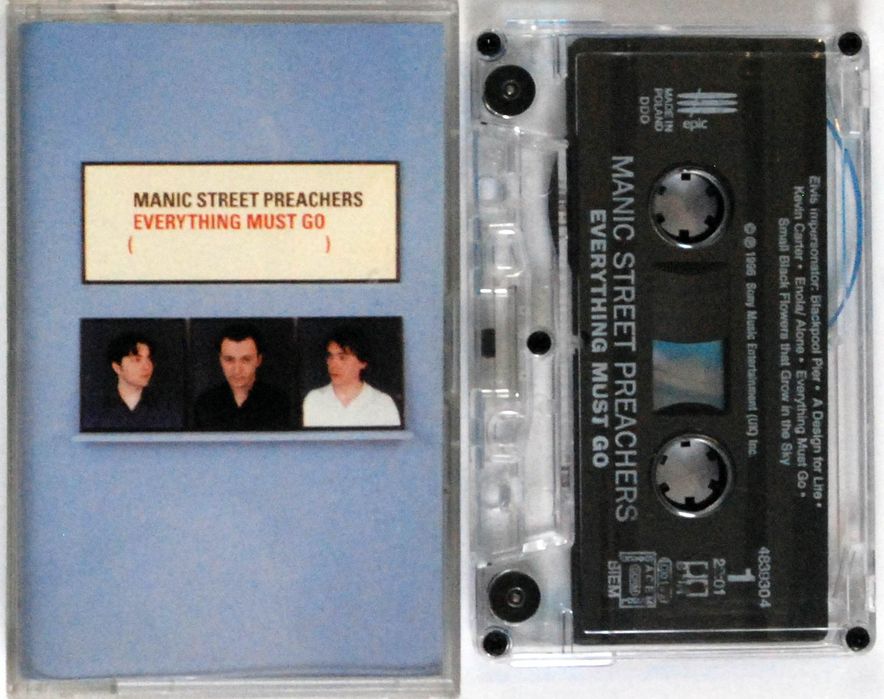 MANIC STREET PREACHERS
EVERYTHING MUST GO
( )
MADE IN
POLAND
DDD
MANIC STREET PREACHERS
EVERYTHING MUST GO
Elvis Impersonator: Blackpool Pier • A Design for Life •
Kevin Carter • Enola/ Alone • Everything Must Go •
Small Black Flowers that Grow in the Sky
© ℗ 1996 Sony Music Entertainment (UK) Inc.
483930-4
1
BIEM